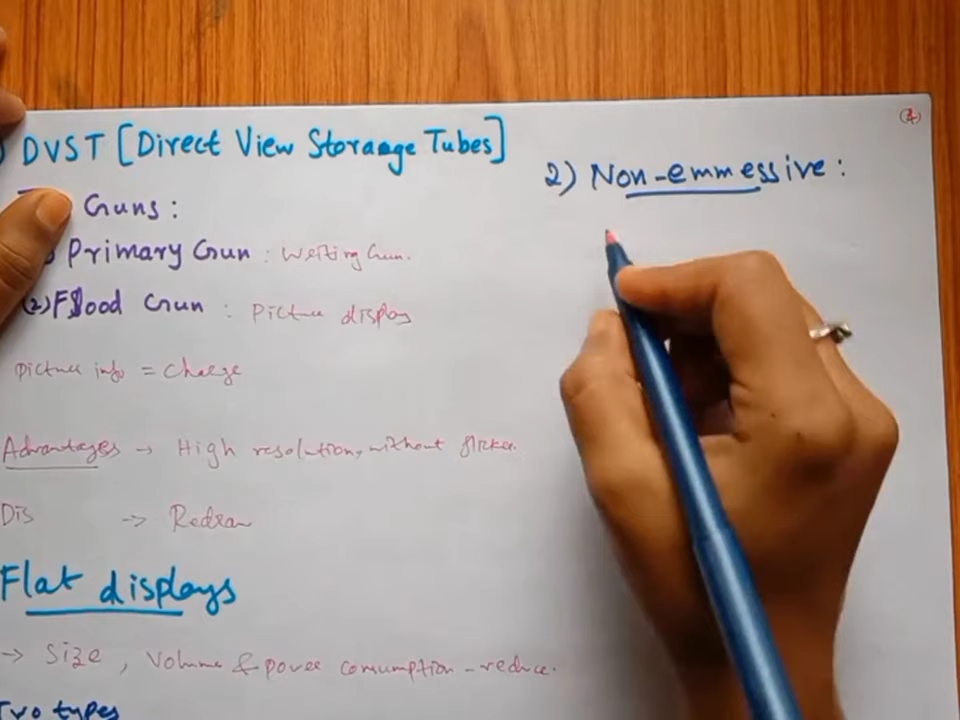 DVST [Direct View Storaage Tubes]
Guns :
Primary Gun : Writing Gun.
(2) Flood Gun : Picture display
picture info = Charge
Advantages → High resolution, without flicker.
Dis → Redraw
Flat displays
→ Size, Volume & power consumption - reduce.
Two types
2) Non-emmessive :